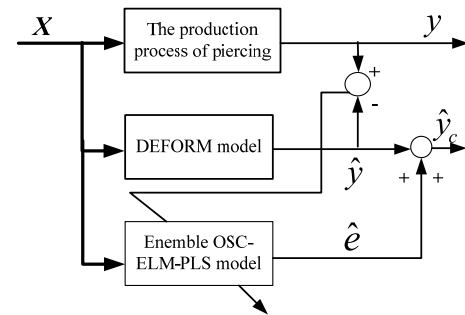 X
The production
process of piercing
y
+
-
DEFORM model
ŷ
ŷc
+ +
Enemble OSC-
ELM-PLS model
ê